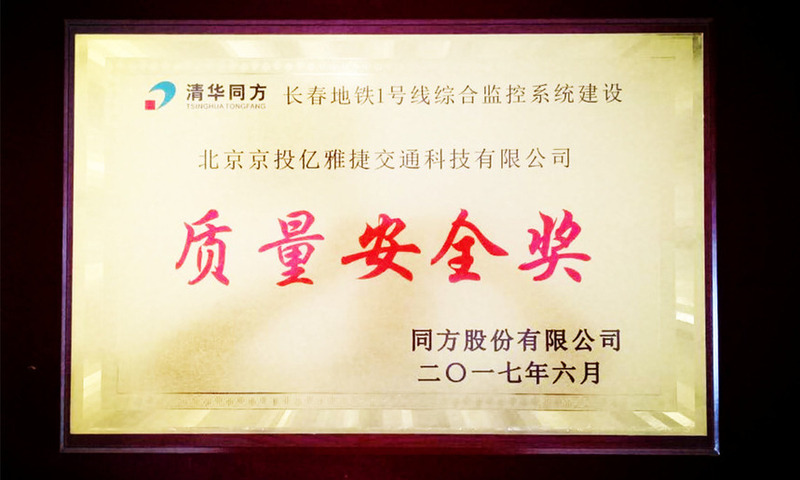 清华同方 长春地铁1号线综合监控系统建设
TSINGHUA TONGFANG
北京京投亿雅捷交通科技有限公司
质量安全奖
同方股份有限公司
二〇一七年六月